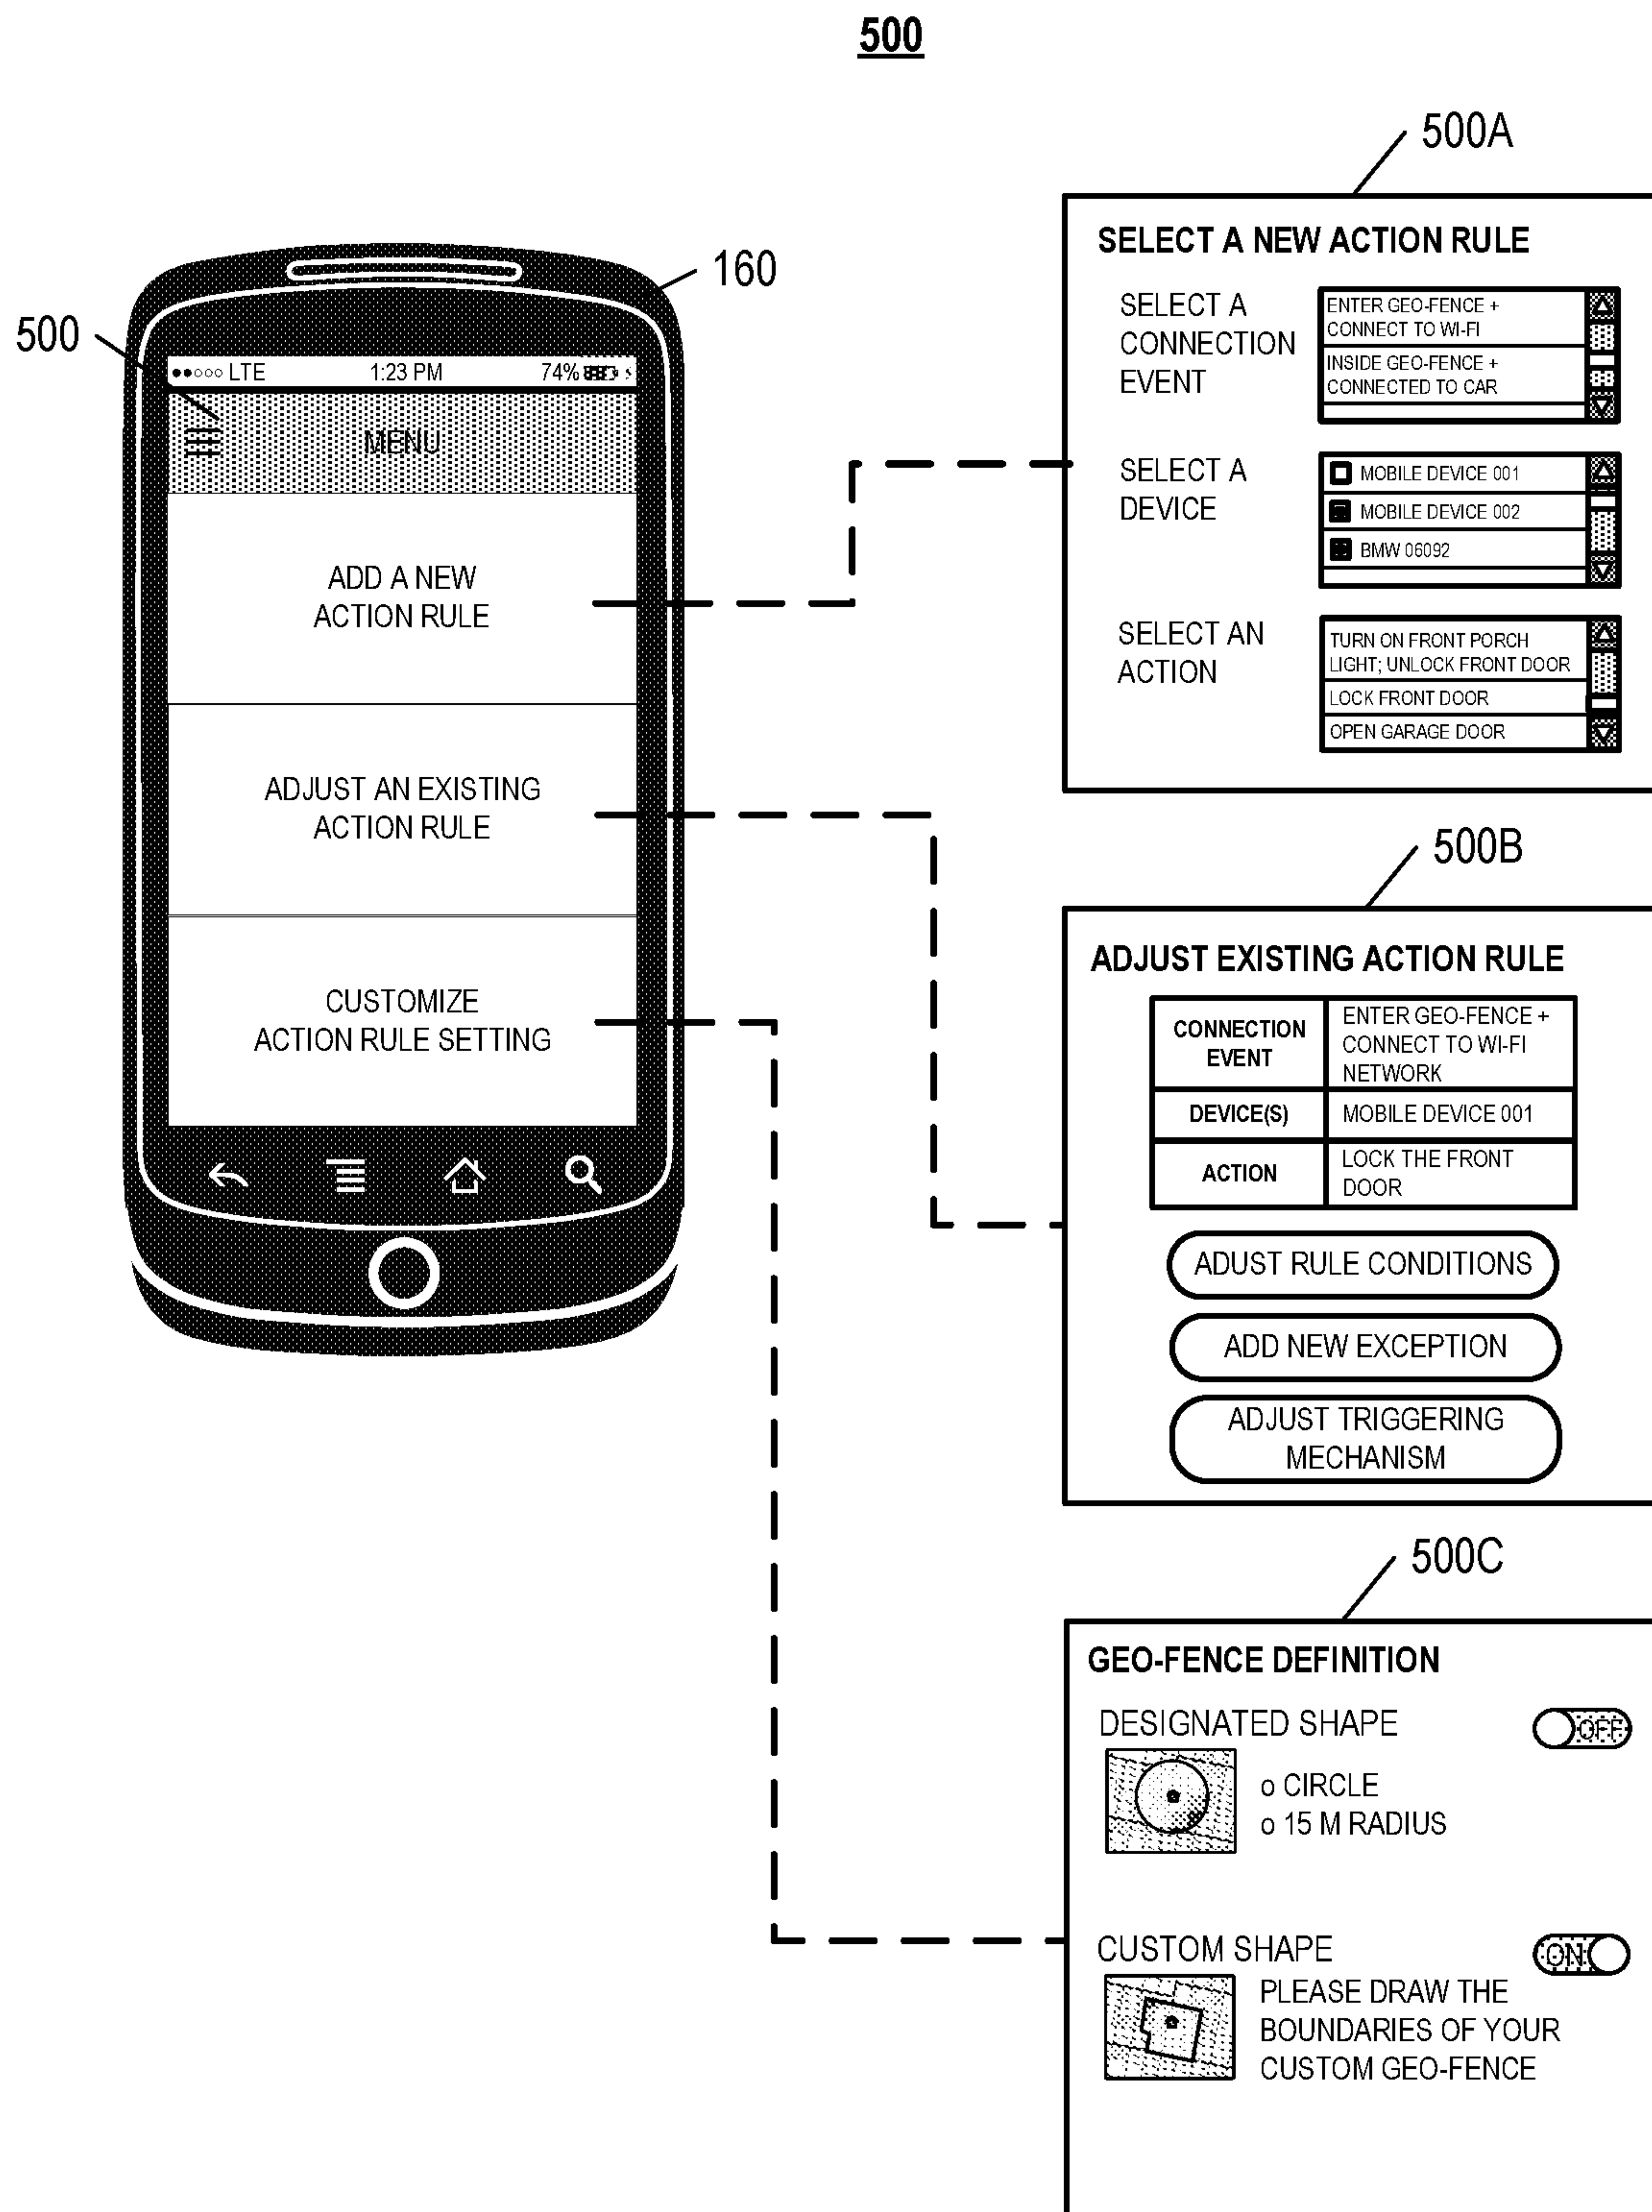 500
160
500
LTE 1:23 PM 74%
MENU
ADD A NEW
ACTION RULE
ADJUST AN EXISTING
ACTION RULE
CUSTOMIZE
ACTION RULE SETTING
500A
SELECT A NEW ACTION RULE
SELECT A
CONNECTION
EVENT
ENTER GEO-FENCE +
CONNECT TO WI-FI
INSIDE GEO-FENCE +
CONNECTED TO CAR
SELECT A
DEVICE
MOBILE DEVICE 001
MOBILE DEVICE 002
BMW 06092
SELECT AN
ACTION
TURN ON FRONT PORCH
LIGHT; UNLOCK FRONT DOOR
LOCK FRONT DOOR
OPEN GARAGE DOOR
500B
ADJUST EXISTING ACTION RULE
CONNECTION
EVENT
ENTER GEO-FENCE +
CONNECT TO WI-FI
NETWORK
DEVICE(S)
MOBILE DEVICE 001
ACTION
LOCK THE FRONT
DOOR
ADUST RULE CONDITIONS
ADD NEW EXCEPTION
ADJUST TRIGGERING
MECHANISM
500C
GEO-FENCE DEFINITION
DESIGNATED SHAPE
OFF
o CIRCLE
o 15 M RADIUS
CUSTOM SHAPE
ON
PLEASE DRAW THE
BOUNDARIES OF YOUR
CUSTOM GEO-FENCE